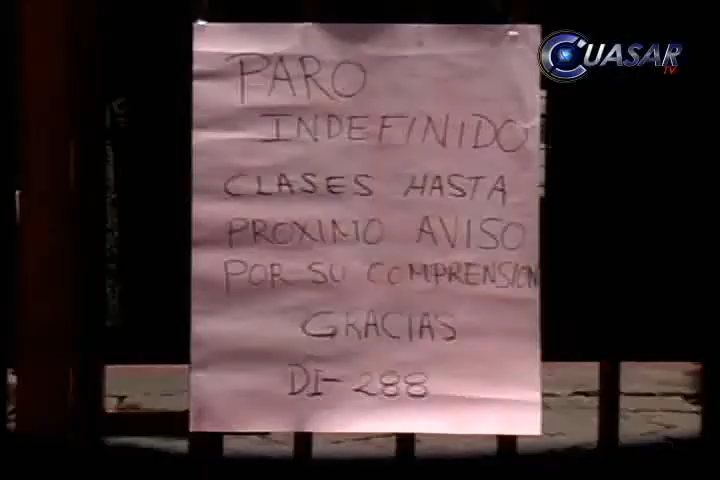 PARO
INDEFINIDO
CLASES HASTA
PROXIMO AVISO
POR SU COMPRENSION
GRACIAS
DI-288
CUASAR
TV